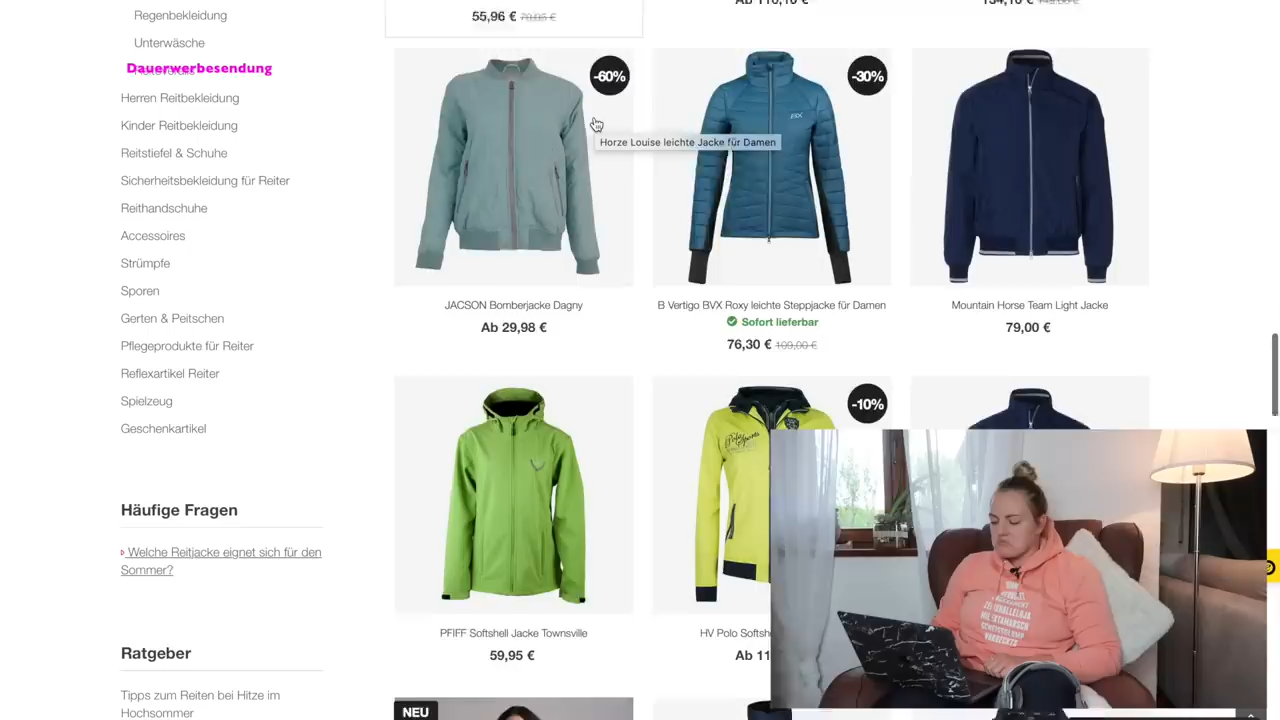 Regenbekleidung
Unterwäsche
Dauerwerbesendung
Herren Reitbekleidung
Kinder Reitbekleidung
Reitstiefel & Schuhe
Sicherheitsbekleidung für Reiter
Reithandschuhe
Accessoires
Strümpfe
Sporen
Gerten & Peitschen
Pflegeprodukte für Reiter
Reflexartikel Reiter
Spielzeug
Geschenkartikel
Häufige Fragen
Welche Reitjacke eignet sich für den
Sommer?
Ratgeber
Tipps zum Reiten bei Hitze im
Hochsommer
55,96 €
-60%
Horze Louise leichte Jacke für Damen
JACSON Bomberjacke Dagny
Ab 29,98 €
-30%
B Vertigo BVX Roxy leichte Steppjacke für Damen
Sofort lieferbar
76,30 € 109,00 €
Mountain Horse Team Light Jacke
79,00 €
PFIFF Softshell Jacke Townsville
59,95 €
-10%
HV Polo Softsh
Ab 11
NEU